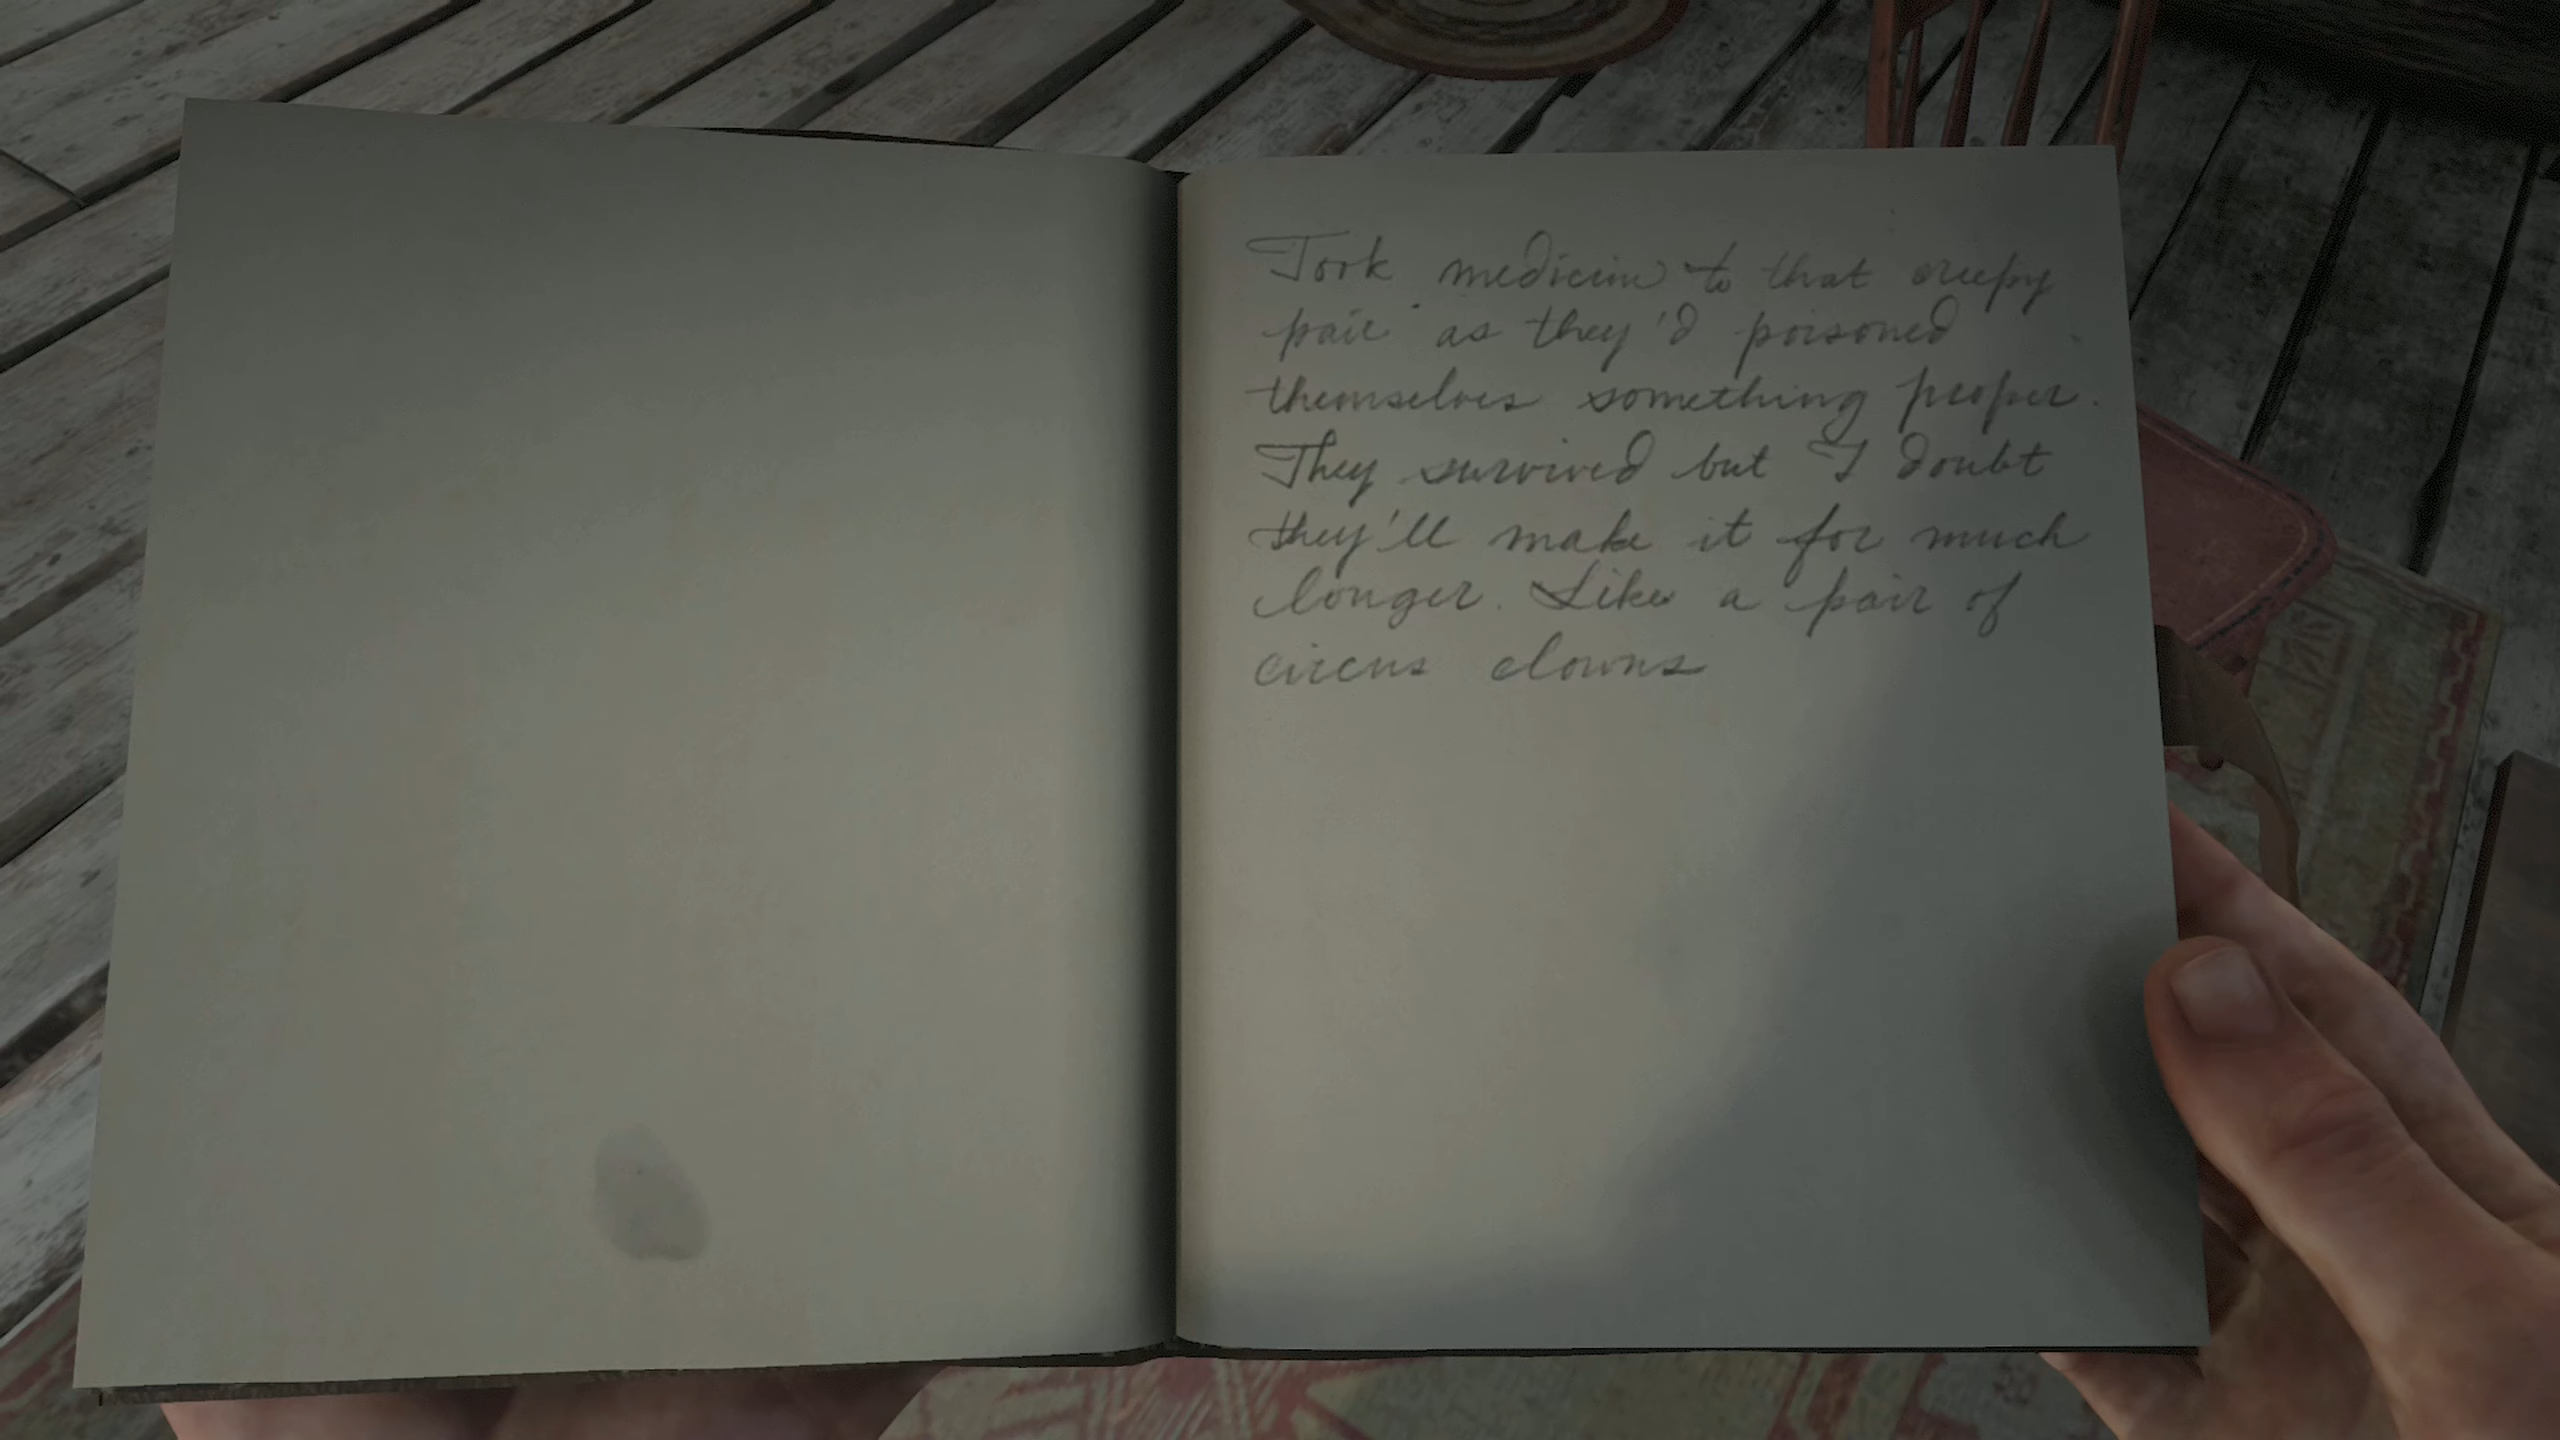 Took medicine to that creepy
pair as they'd poisoned
themselves something proper.
They survived but I doubt
they'll make it for much
longer. Like a pair of
circus clowns